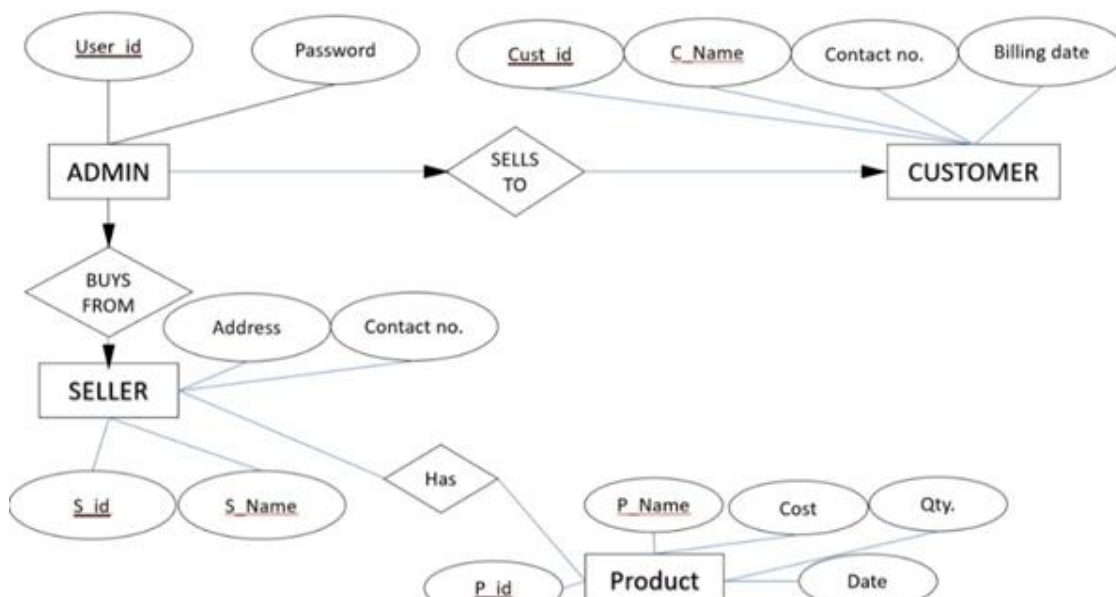 User_id
Password
Cust_id
C_Name
Contact no.
Billing date
ADMIN
SELLS
TO
CUSTOMER
BUYS
FROM
Address
Contact no.
SELLER
Has
S_id
S_Name
P_Name
Cost
Qty.
P_id
Product
Date